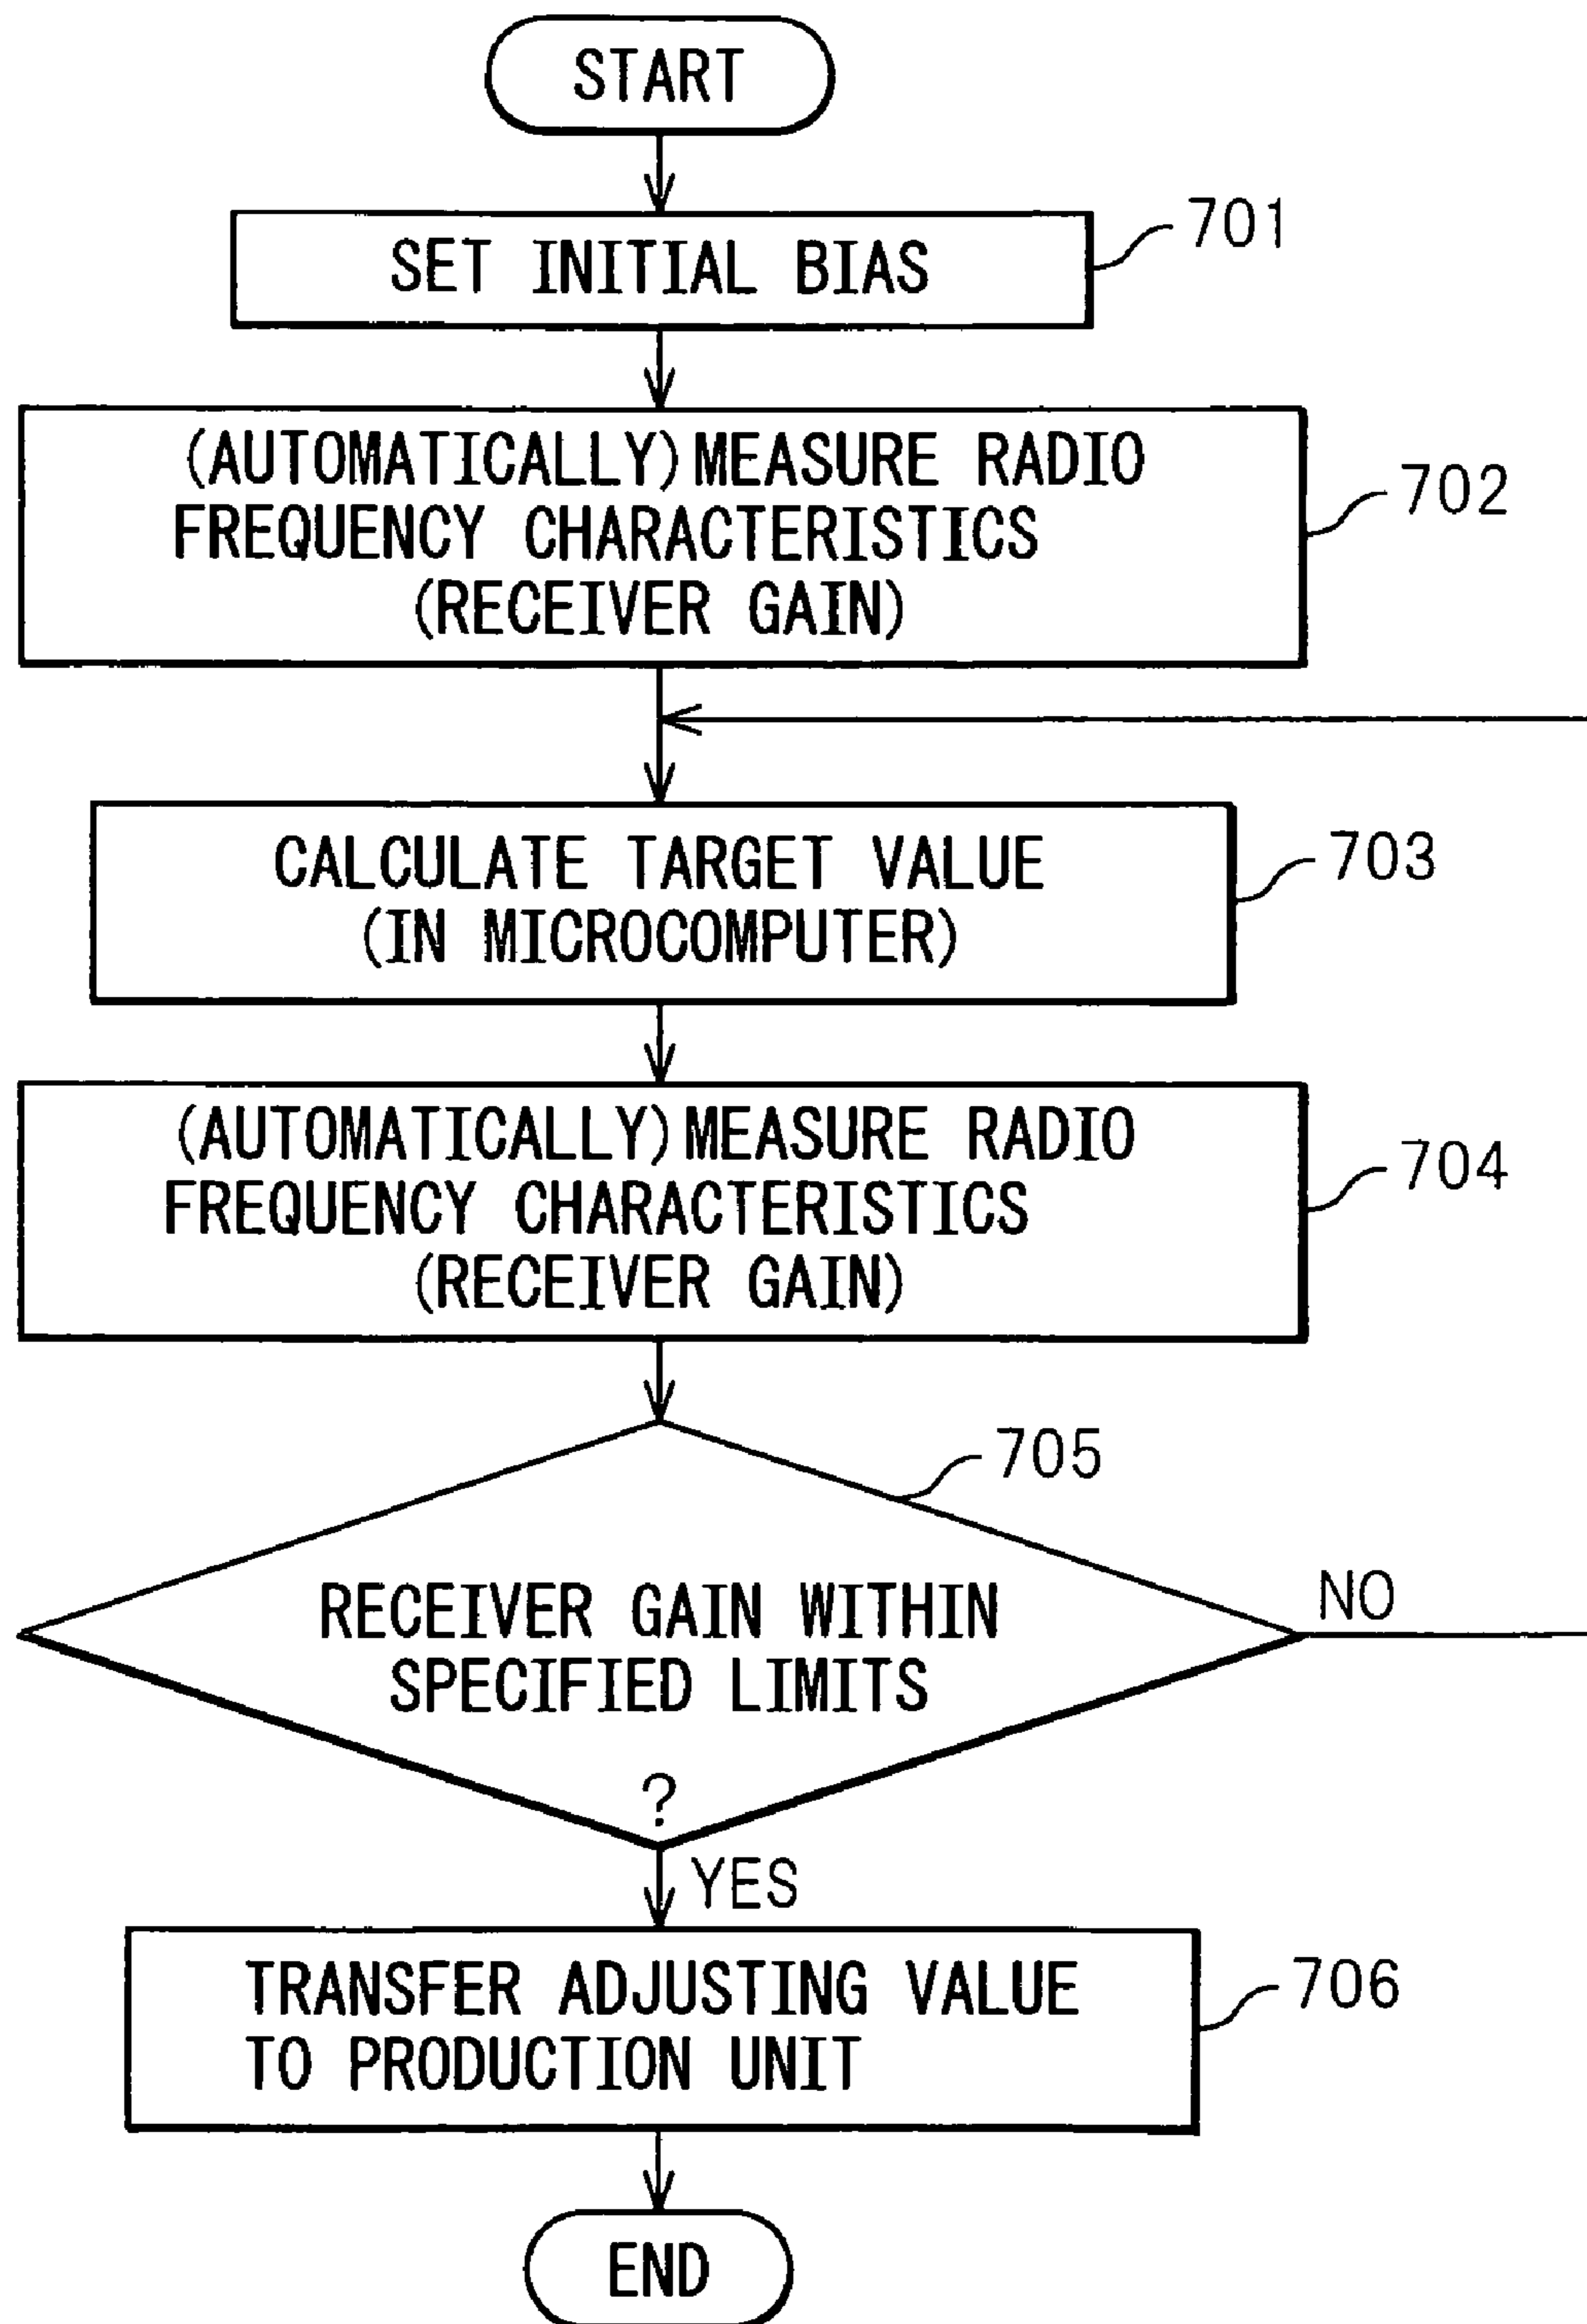 START
SET INITIAL BIAS
701
(AUTOMATICALLY) MEASURE RADIO
FREQUENCY CHARACTERISTICS
(RECEIVER GAIN)
702
CALCULATE TARGET VALUE
(IN MICROCOMPUTER)
703
(AUTOMATICALLY) MEASURE RADIO
FREQUENCY CHARACTERISTICS
(RECEIVER GAIN)
704
705
RECEIVER GAIN WITHIN
SPECIFIED LIMITS
?
NO
YES
TRANSFER ADJUSTING VALUE
TO PRODUCTION UNIT
706
END